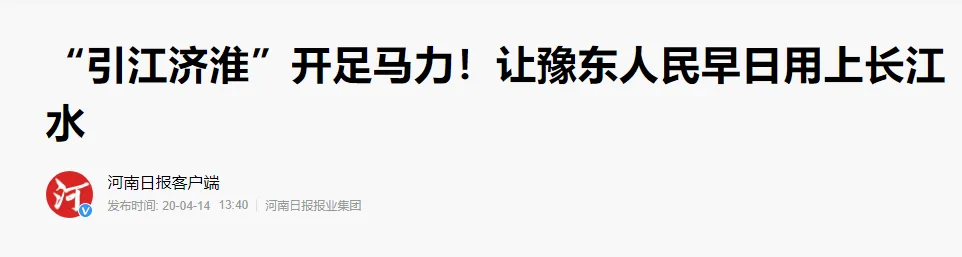 “引江济淮”开足马力！让豫东人民早日用上长江
水
河
河南日报客户端
发布时间: 20-04-14 13:40 河南日报报业集团